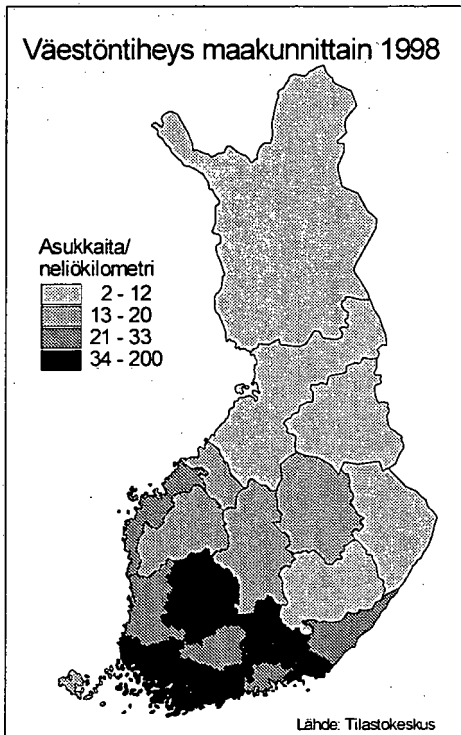 Väestöntiheys maakunnittain 1998
Asukkaita/
neliökilometri
2 - 12
13 - 20
21 - 33
34 - 200
Lähde: Tilastokeskus